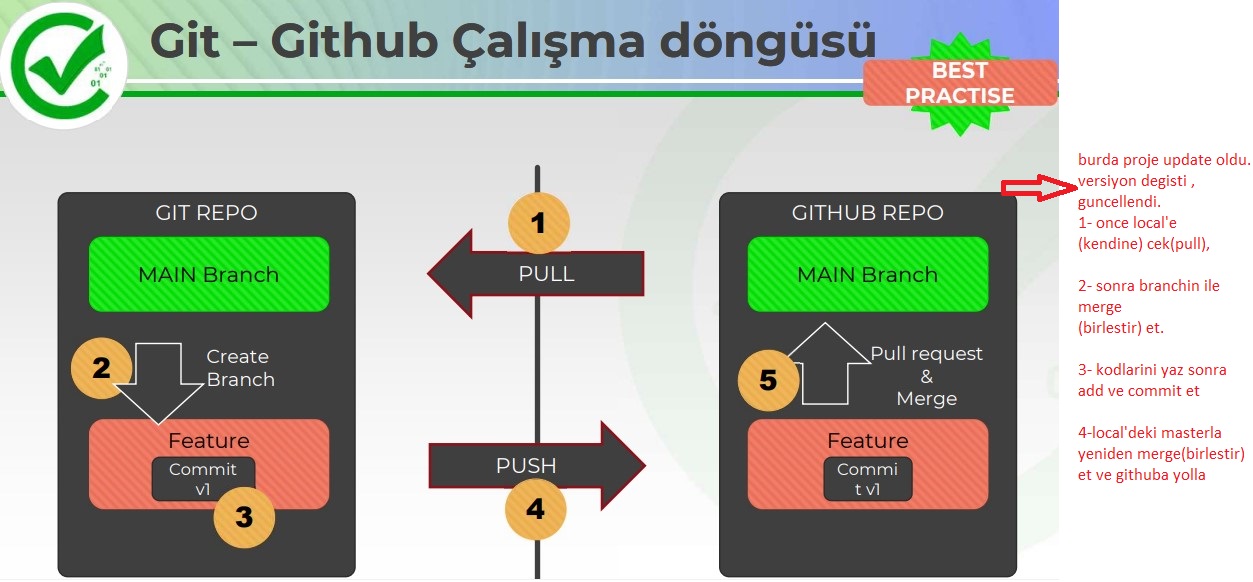 Git – Github Çalışma döngüsü
BEST
PRACTISE
01
01
01
GIT REPO
MAIN Branch
2
Create
Branch
Feature
Commit
v1
3
1
PULL
PUSH
4
GITHUB REPO
MAIN Branch
5
Pull request
&
Merge
Feature
Commi
t v1
burda proje update oldu.
versiyon degisti ,
guncellendi.
1- once local'e
(kendine) cek(pull),
2- sonra branchin ile
merge
(birlestir) et.
3- kodlarini yaz sonra
add ve commit et
4-local'deki masterla
yeniden merge(birlestir)
et ve githuba yolla